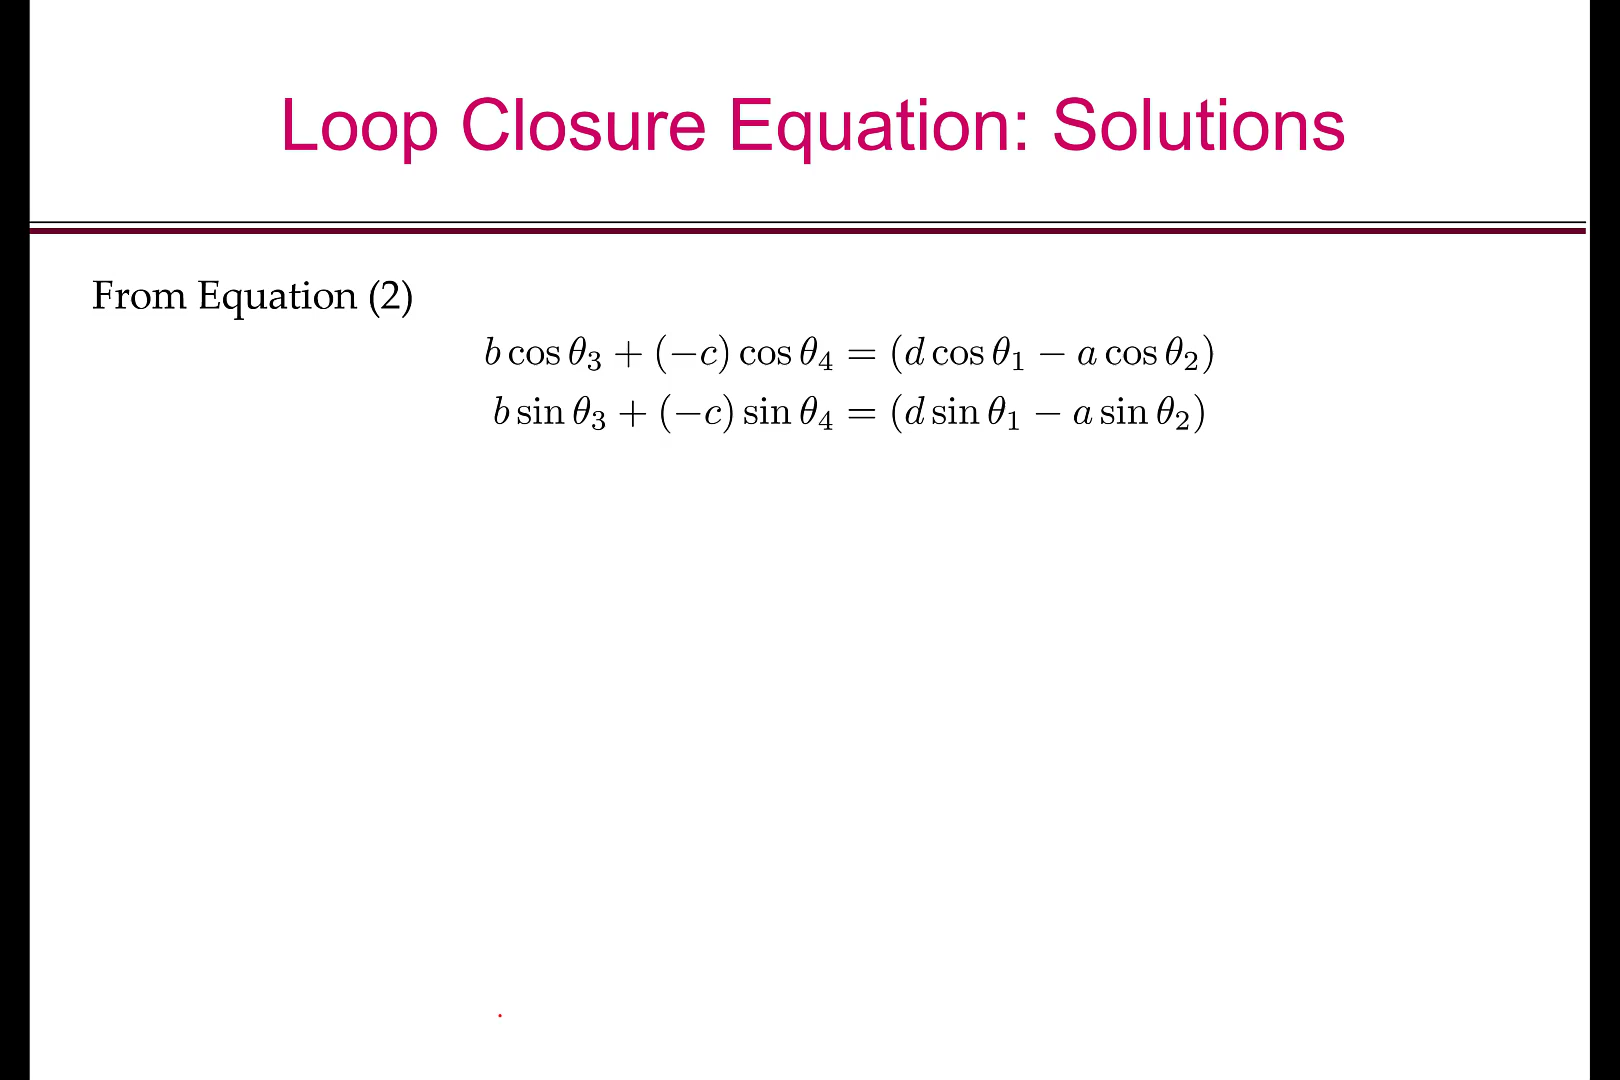 Loop Closure Equation: Solutions
From Equation (2)
b cos θ₃ + (−c) cos θ₄ = (d cos θ₁ − a cos θ₂)
b sin θ₃ + (−c) sin θ₄ = (d sin θ₁ − a sin θ₂)